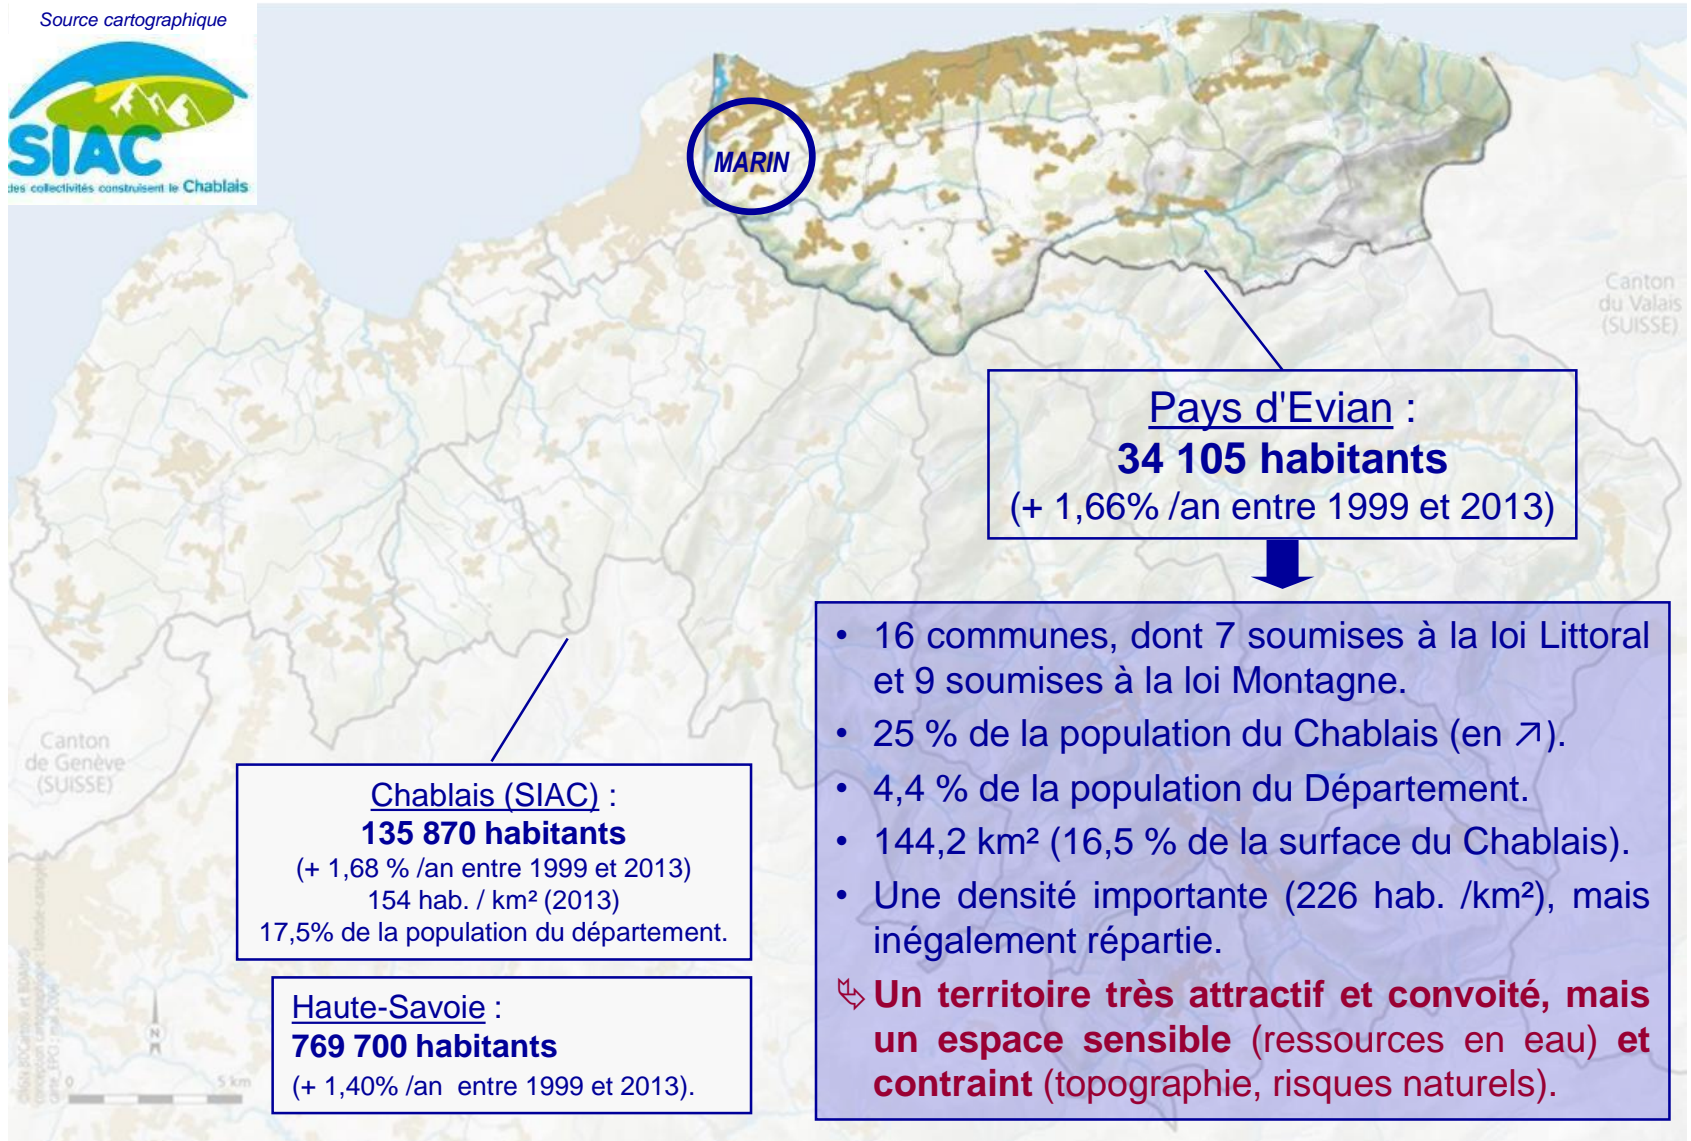 Source cartographique
SIAC
des collectivités construisent le Chablais
MARIN
Canton
du Valais
(SUISSE)
Pays d'Evian :
34 105 habitants
(+ 1,66% /an entre 1999 et 2013)
• 16 communes, dont 7 soumises à la loi Littoral
et 9 soumises à la loi Montagne.
• 25 % de la population du Chablais (en ↗).
• 4,4 % de la population du Département.
• 144,2 km² (16,5 % de la surface du Chablais).
• Une densité importante (226 hab. /km²), mais
inégalement répartie.
Un territoire très attractif et convoité, mais
un espace sensible (ressources en eau) et
contraint (topographie, risques naturels).
Canton
de Genève
(SUISSE)
Chablais (SIAC) :
135 870 habitants
(+ 1,68 % /an entre 1999 et 2013)
154 hab. / km² (2013)
17,5% de la population du département.
Haute-Savoie :
769 700 habitants
(+ 1,40% /an entre 1999 et 2013).
N
0 5 km